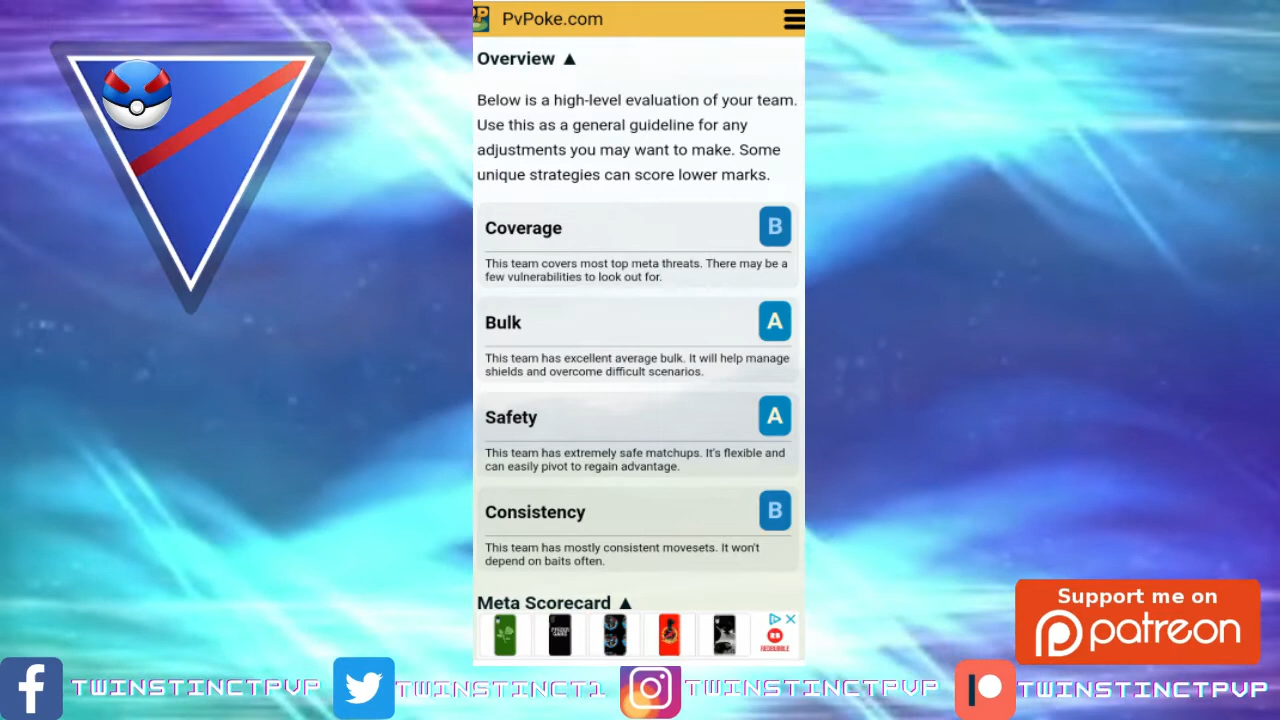 PvPoke.com
Overview ▲
Below is a high-level evaluation of your team.
Use this as a general guideline for any
adjustments you may want to make. Some
unique strategies can score lower marks.
Coverage B
This team covers most top meta threats. There may be a
few vulnerabilities to look out for.
Bulk A
This team has excellent average bulk. It will help manage
shields and overcome difficult scenarios.
Safety A
This team has extremely safe matchups. It's flexible and
can easily pivot to regain advantage.
Consistency B
This team has mostly consistent movesets. It won't
depend on baits often.
Meta Scorecard ▲
REDBUBBLE
Support me on
patreon
TWINSTINCTPVP
TWINSTINCT1
TWINSTINCTPVP
TWINSTINCTPVP